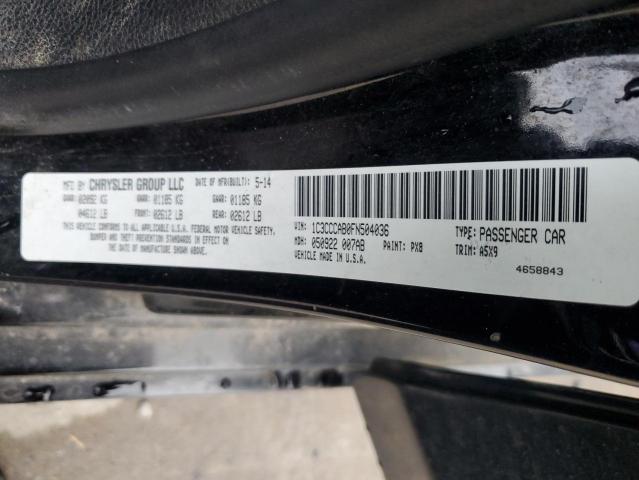 MFD BY CHRYSLER GROUP LLC DATE OF MFR(BUILT): 5-14
GVWR: 02092 KG GAWR: 01185 KG GAWR: 01185 KG
04612 LB FRONT: 02612 LB REAR: 02612 LB
THIS VEHICLE CONFORMS TO ALL APPLICABLE U.S.A. FEDERAL MOTOR VEHICLE SAFETY,
BUMPER AND THEFT PREVENTION STANDARDS IN EFFECT ON
THE DATE OF MANUFACTURE SHOWN ABOVE.
VIN: 1C3CCCAB0FN504036 TYPE: PASSENGER CAR
MDH: 050922 007AB PAINT: PX8 TRIM: A5X9
VEHICLE MADE IN U.S.A.
4658843